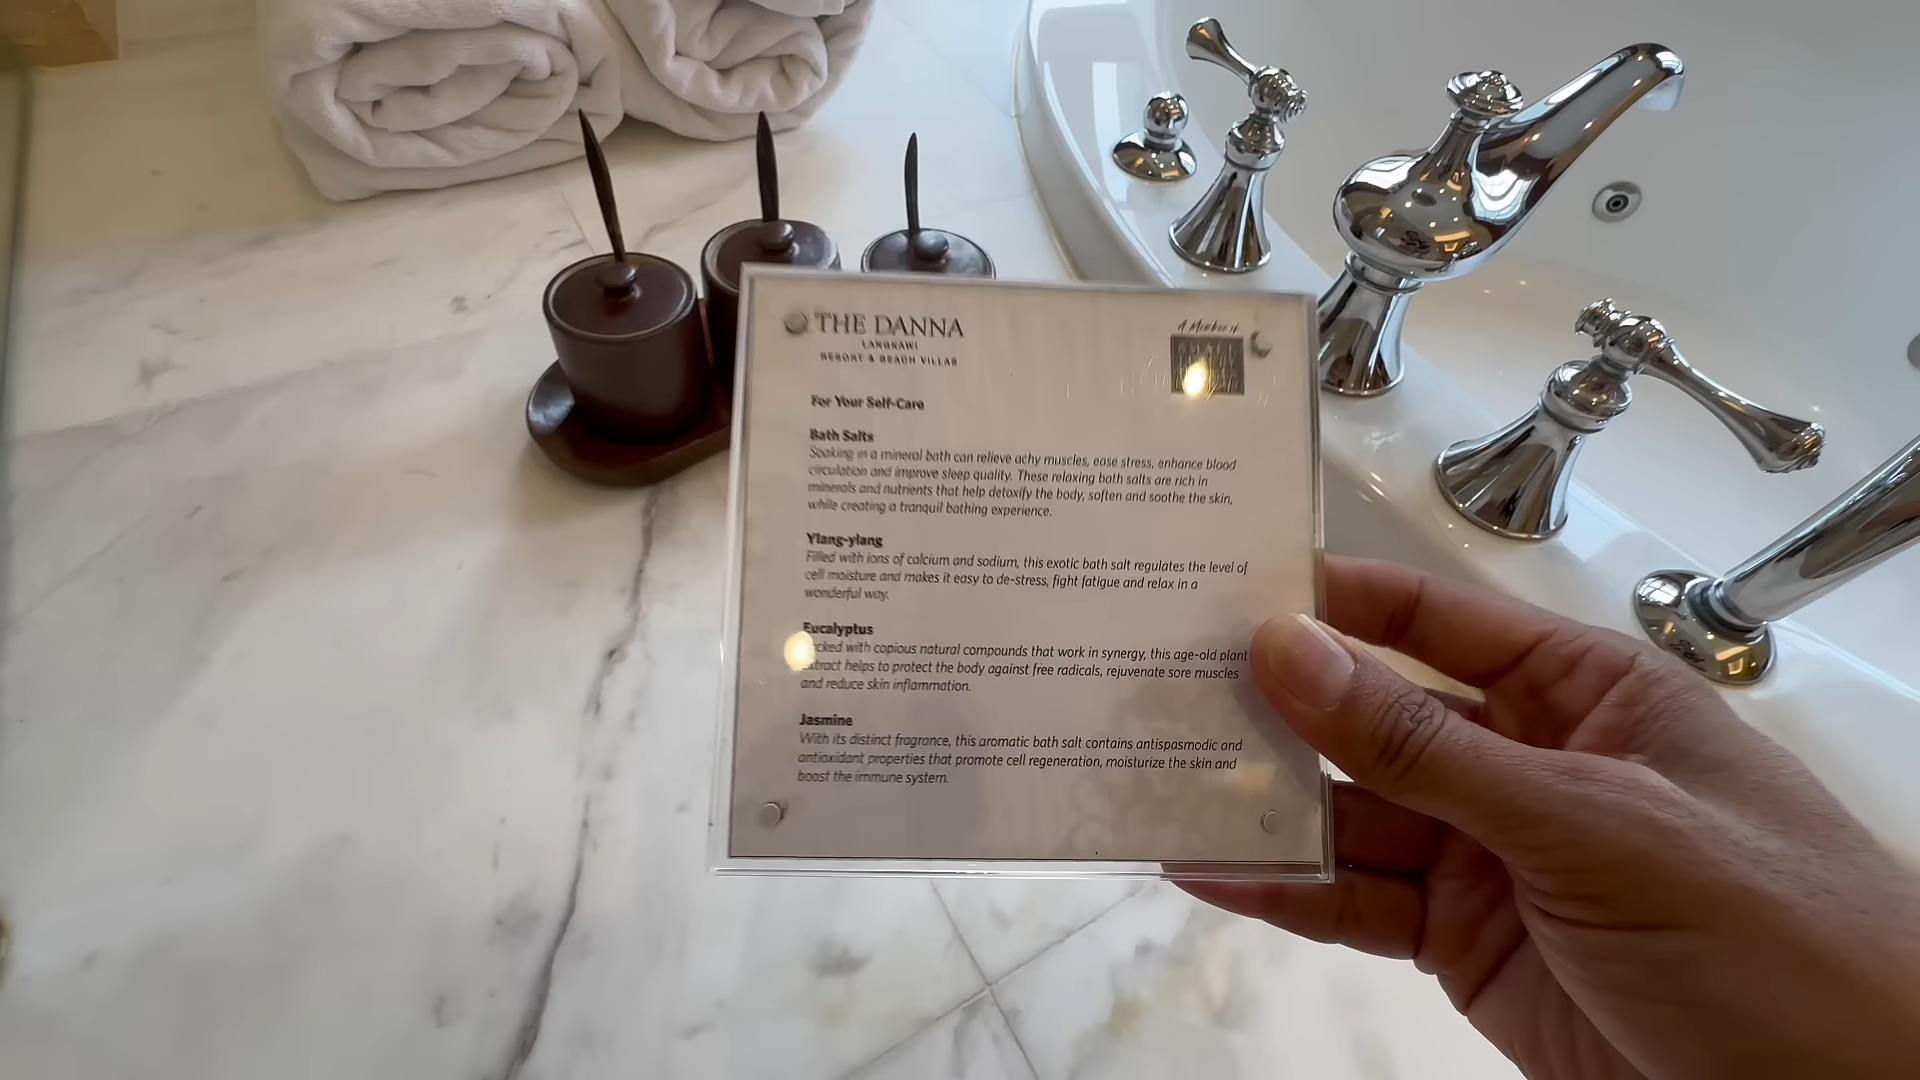 THE DANNA
LANGKAWI
RESORT & BEACH VILLAS
A Member of
For Your Self-Care
Bath Salts
Soaking in a mineral bath can relieve achy muscles, ease stress, enhance blood
circulation and improve sleep quality. These relaxing bath salts are rich in
minerals and nutrients that help detoxify the body, soften and soothe the skin,
while creating a tranquil bathing experience.
Ylang-ylang
Filled with ions of calcium and sodium, this exotic bath salt regulates the level of
cell moisture and makes it easy to de-stress, fight fatigue and relax in a
wonderful way.
Eucalyptus
with copious natural compounds that work in synergy, this age-old plant
extract helps to protect the body against free radicals, rejuvenate sore muscles
and reduce skin inflammation.
Jasmine
With its distinct fragrance, this aromatic bath salt contains antispasmodic and
antioxidant properties that promote cell regeneration, moisturize the skin and
boost the immune system.